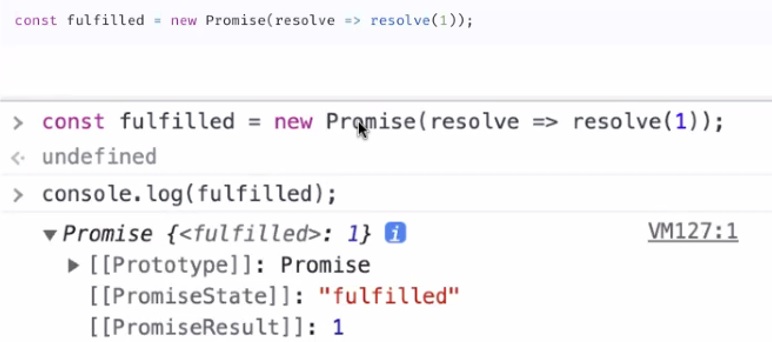 const fulfilled = new Promise(resolve => resolve(1));
> const fulfilled = new Promise(resolve => resolve(1));
< undefined
> console.log(fulfilled);
▼ Promise {<fulfilled>: 1} i VM127:1
▶ [[Prototype]]: Promise
[[PromiseState]]: "fulfilled"
[[PromiseResult]]: 1